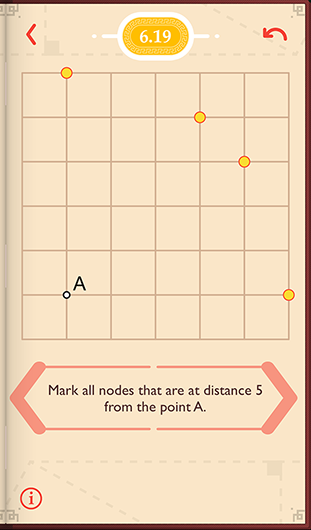 6.19
A
Mark all nodes that are at distance 5
from the point A.
i